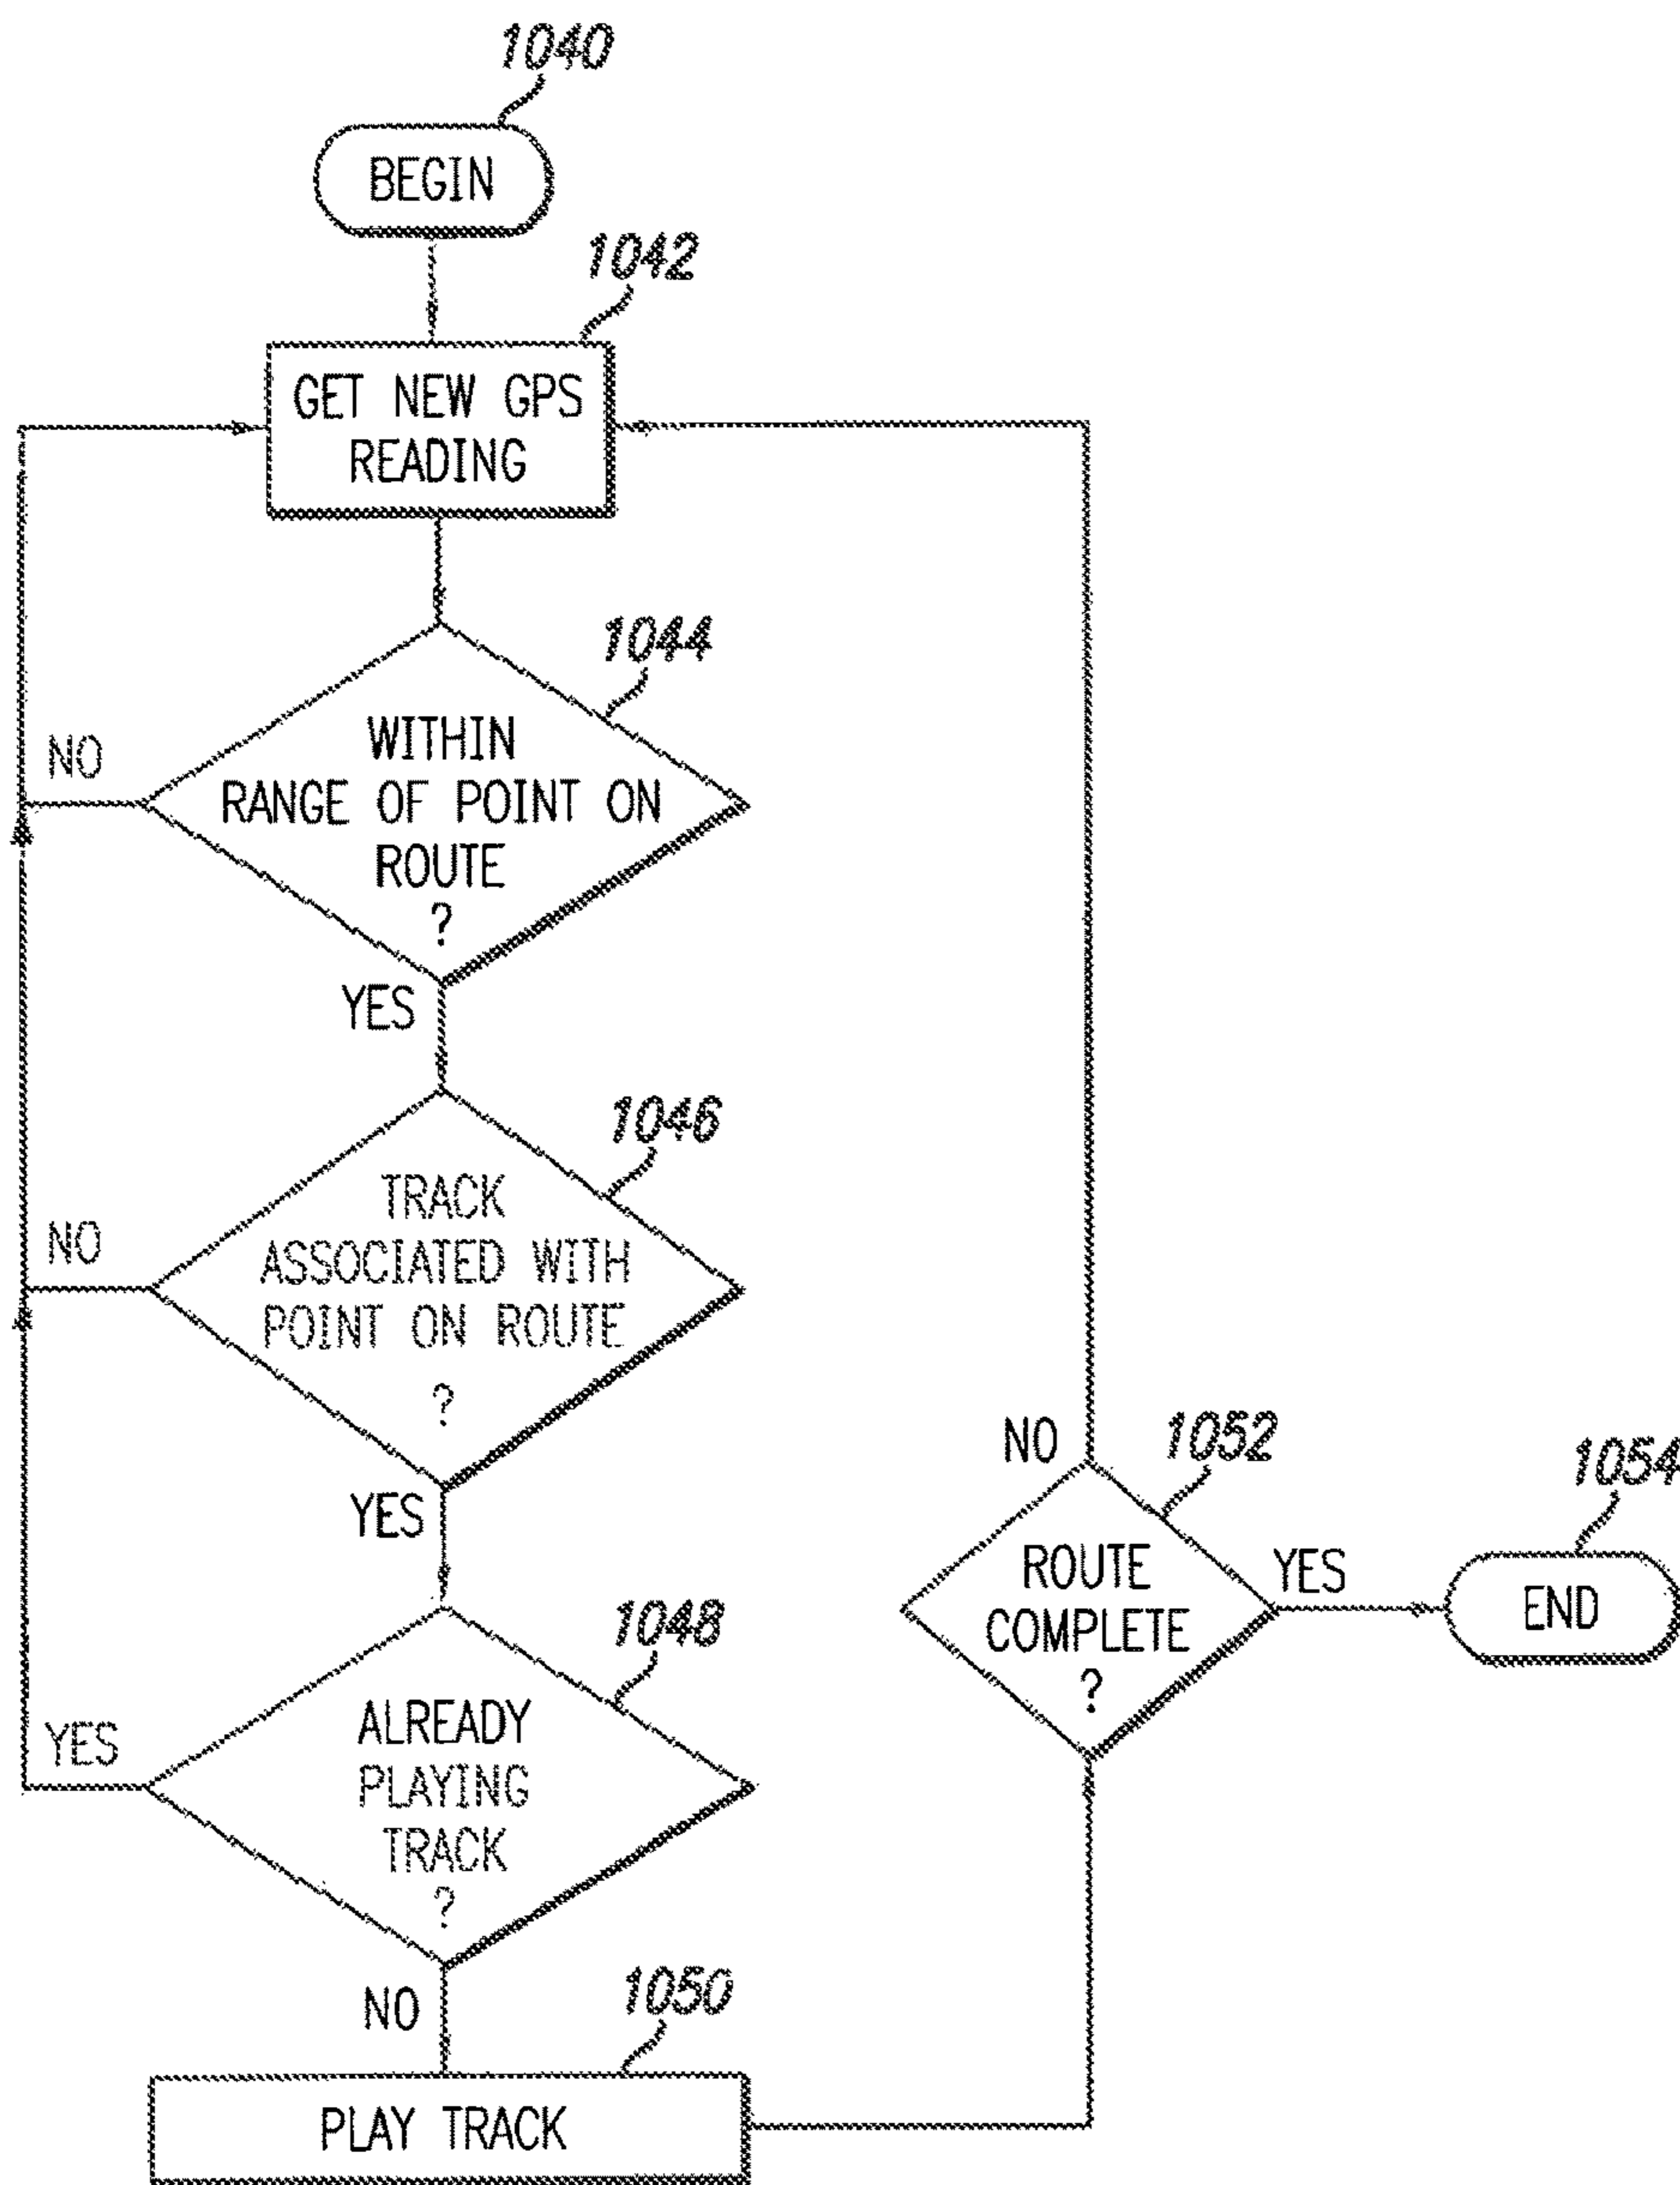 1040
BEGIN
1042
GET NEW GPS
READING
1044
WITHIN
RANGE OF POINT ON
ROUTE
?
NO
YES
1046
TRACK
ASSOCIATED WITH
POINT ON ROUTE
?
NO
YES
1048
ALREADY
PLAYING
TRACK
?
YES
NO
1050
PLAY TRACK
NO
1052
ROUTE
COMPLETE
?
YES
1054
END